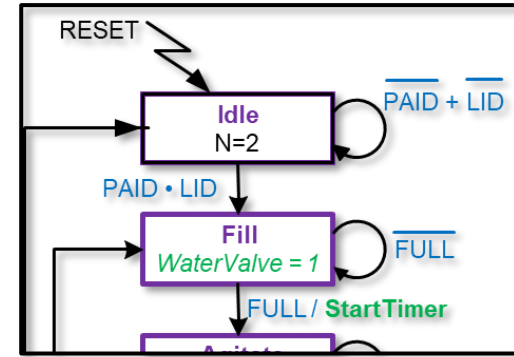 RESET
Idle
N=2
PAID + LID
PAID • LID
Fill
WaterValve = 1
FULL
FULL / StartTimer